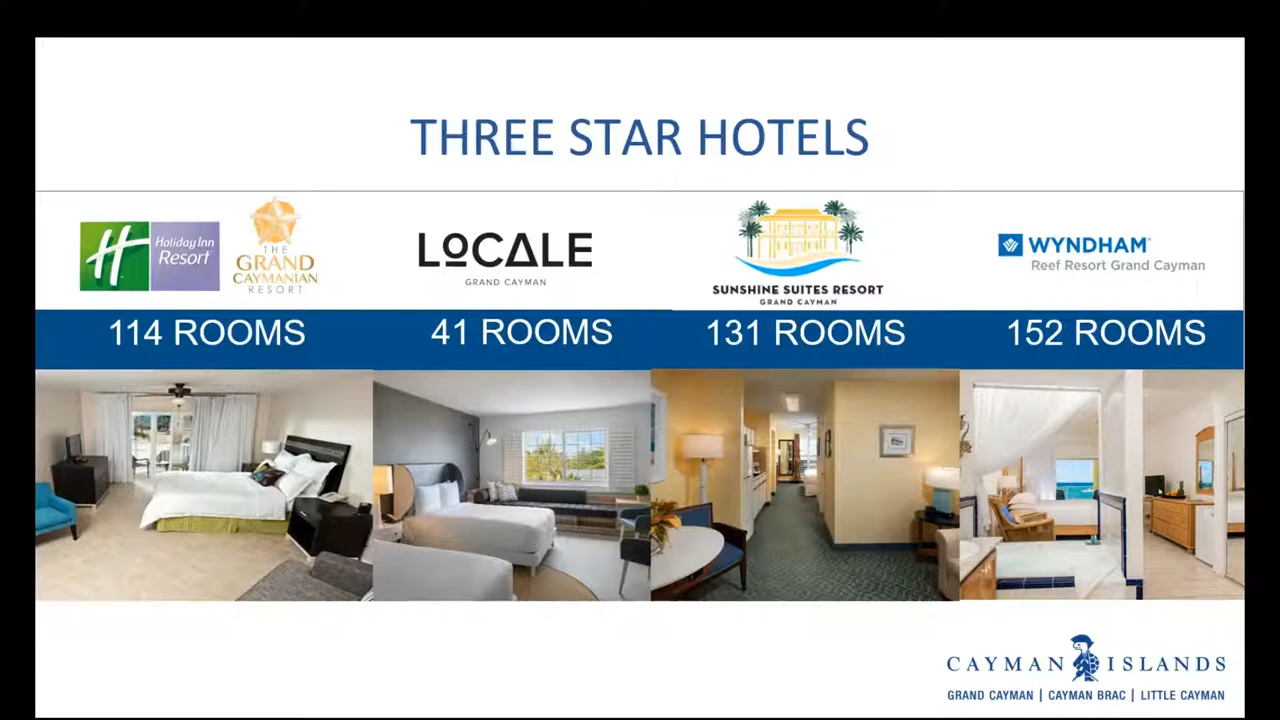 THREE STAR HOTELS
Holiday Inn
Resort
THE
GRAND
CAYMANIAN
RESORT
LOCALE
GRAND CAYMAN
SUNSHINE SUITES RESORT
GRAND CAYMAN
WYNDHAM
Reef Resort Grand Cayman
114 ROOMS
41 ROOMS
131 ROOMS
152 ROOMS
CAYMAN ISLANDS
GRAND CAYMAN | CAYMAN BRAC | LITTLE CAYMAN